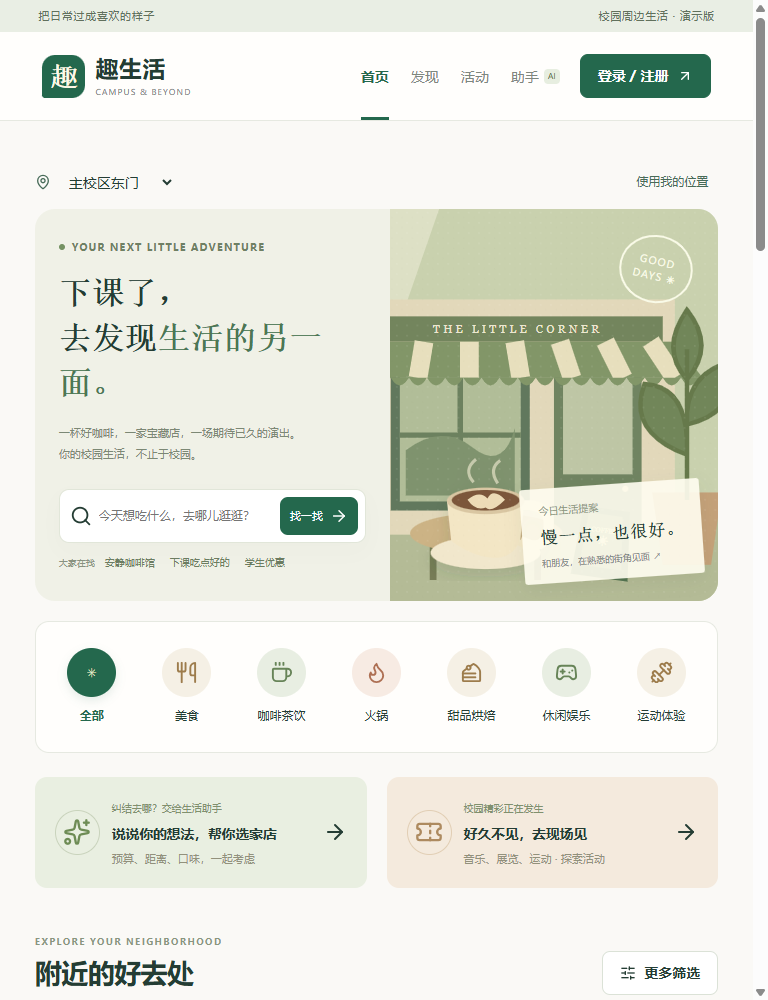 把日常过成喜欢的样子
校园周边生活 · 演示版
趣
趣生活
CAMPUS & BEYOND
首页
发现
活动
助手 AI
登录 / 注册
主校区东门
使用我的位置
YOUR NEXT LITTLE ADVENTURE
下课了，
去发现生活的另一
面。
一杯好咖啡，一家宝藏店，一场期待已久的演出。
你的校园生活，不止于校园。
今天想吃什么，去哪儿逛逛？
找一找
大家在找 安静咖啡馆 下课吃点好的 学生优惠
GOOD
DAYS ✳
THE LITTLE CORNER
今日生活提案
慢一点，也很好。
和朋友，在熟悉的街角见面 ↗
全部
美食
咖啡茶饮
火锅
甜品烘焙
休闲娱乐
运动体验
纠结去哪？交给生活助手
说说你的想法，帮你选家店
预算、距离、口味，一起考虑
校园精彩正在发生
好久不见，去现场见
音乐、展览、运动 · 探索活动
EXPLORE YOUR NEIGHBORHOOD
附近的好去处
更多筛选